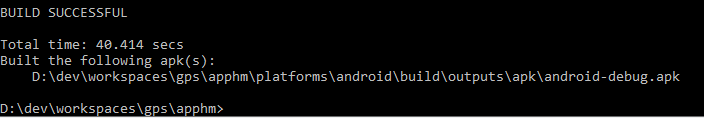 BUILD SUCCESSFUL
Total time: 40.414 secs
Built the following apk(s):
D:\dev\workspaces\gps\apphm\platforms\android\build\outputs\apk\android-debug.apk
D:\dev\workspaces\gps\apphm>